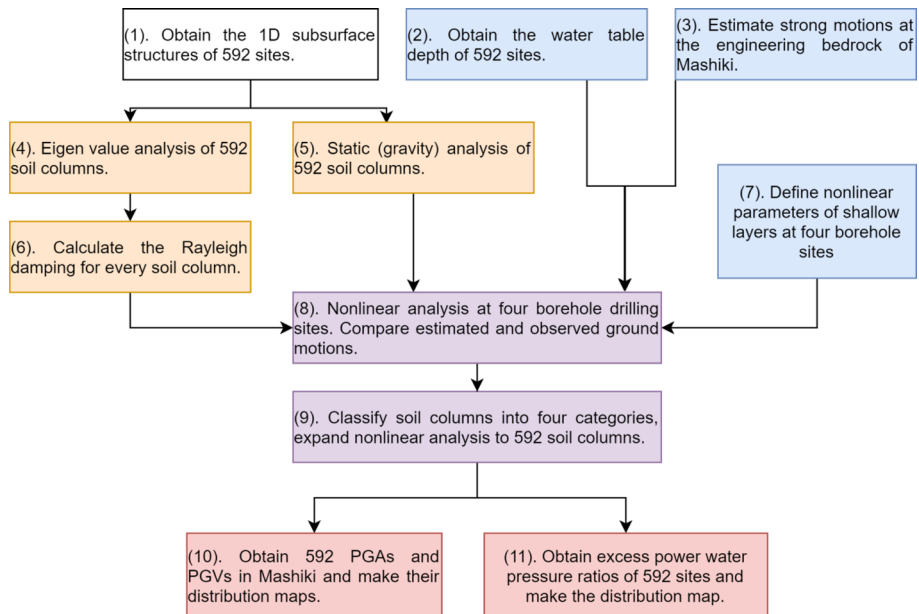 (1). Obtain the 1D subsurface
structures of 592 sites.
(2). Obtain the water table
depth of 592 sites.
(3). Estimate strong motions at
the engineering bedrock of
Mashiki.
(4). Eigen value analysis of 592
soil columns.
(5). Static (gravity) analysis of
592 soil columns.
(6). Calculate the Rayleigh
damping for every soil column.
(7). Define nonlinear
parameters of shallow
layers at four borehole
sites
(8). Nonlinear analysis at four borehole drilling
sites. Compare estimated and observed ground
motions.
(9). Classify soil columns into four categories,
expand nonlinear analysis to 592 soil columns.
(10). Obtain 592 PGAs and
PGVs in Mashiki and make their
distribution maps.
(11). Obtain excess power water
pressure ratios of 592 sites and
make the distribution map.